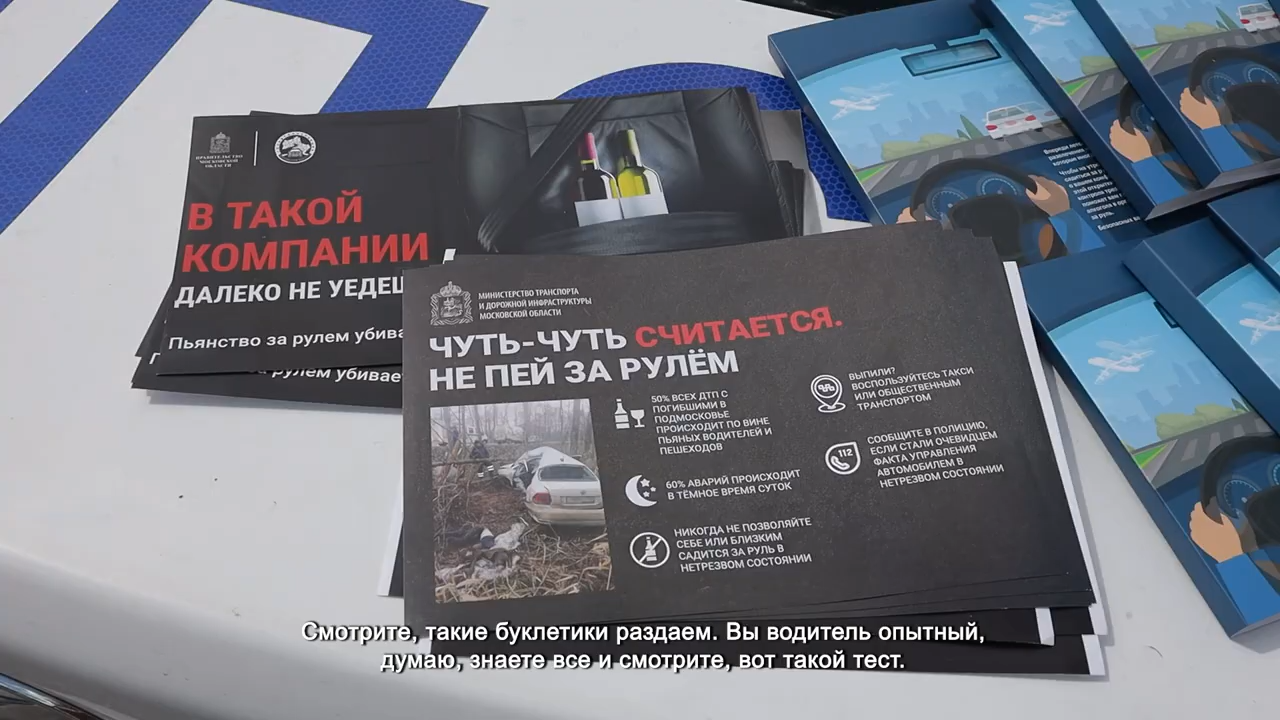 ПРАВИТЕЛЬСТВО
МОСКОВСКОЙ
ОБЛАСТИ
В ТАКОЙ
КОМПАНИИ
ДАЛЕКО НЕ УЕДЕШ
Пьянство за рулем убива
рулем убивает
МИНИСТЕРСТВО ТРАНСПОРТА
И ДОРОЖНОЙ ИНФРАСТРУКТУРЫ
МОСКОВСКОЙ ОБЛАСТИ
ЧУТЬ-ЧУТЬ СЧИТАЕТСЯ.
НЕ ПЕЙ ЗА РУЛЁМ
50% ВСЕХ ДТП С
ПОГИБШИМИ В
ПОДМОСКОВЬЕ
ПРОИСХОДИТ ПО ВИНЕ
ПЬЯНЫХ ВОДИТЕЛЕЙ И
ПЕШЕХОДОВ
60% АВАРИЙ ПРОИСХОДИТ
В ТЁМНОЕ ВРЕМЯ СУТОК
НИКОГДА НЕ ПОЗВОЛЯЙТЕ
СЕБЕ ИЛИ БЛИЗКИМ
САДИТСЯ ЗА РУЛЬ В
НЕТРЕЗВОМ СОСТОЯНИИ
ВЫПИЛИ?
ВОСПОЛЬЗУЙТЕСЬ ТАКСИ
ИЛИ ОБЩЕСТВЕННЫМ
ТРАНСПОРТОМ
112
СООБЩИТЕ В ПОЛИЦИЮ,
ЕСЛИ СТАЛИ ОЧЕВИДЦЕМ
ФАКТА УПРАВЛЕНИЯ
АВТОМОБИЛЕМ В
НЕТРЕЗВОМ СОСТОЯНИИ
Смотрите, такие буклетики раздаем. Вы водитель опытный,
думаю, знаете все и смотрите, вот такой тест.